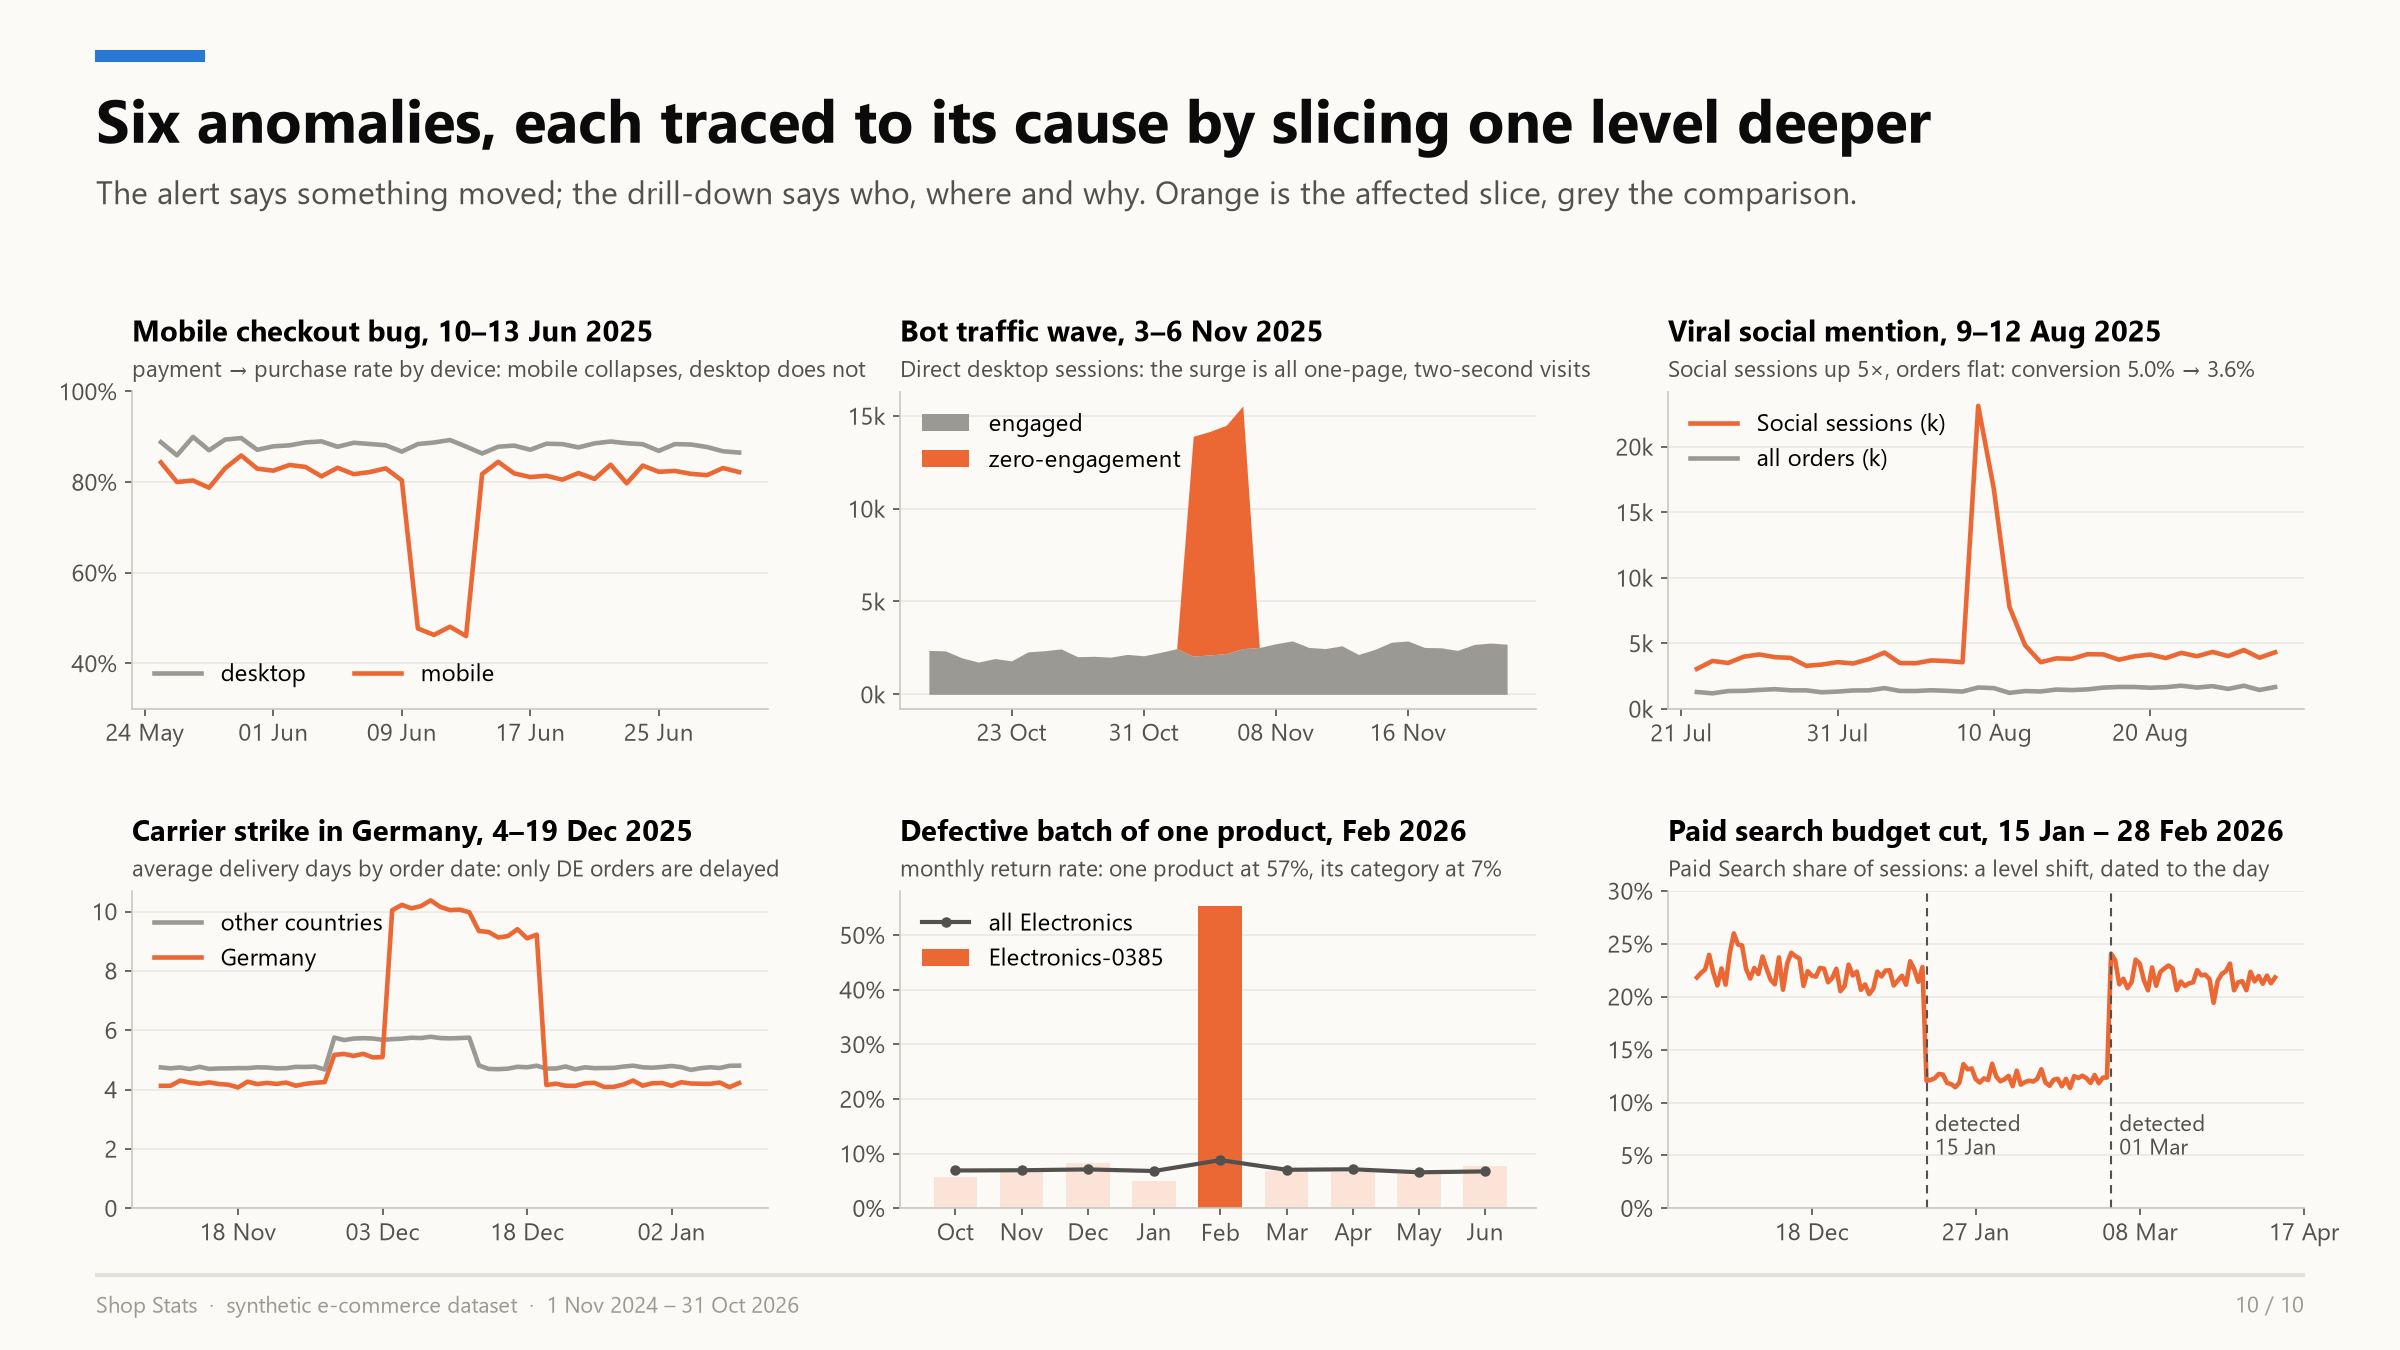 Six anomalies, each traced to its cause by slicing one level deeper
The alert says something moved; the drill-down says who, where and why. Orange is the affected slice, grey the comparison.
Mobile checkout bug, 10–13 Jun 2025
payment → purchase rate by device: mobile collapses, desktop does not
100%
80%
60%
40%
desktop
mobile
24 May
01 Jun
09 Jun
17 Jun
25 Jun
Bot traffic wave, 3–6 Nov 2025
Direct desktop sessions: the surge is all one-page, two-second visits
15k
10k
5k
0k
engaged
zero-engagement
23 Oct
31 Oct
08 Nov
16 Nov
Viral social mention, 9–12 Aug 2025
Social sessions up 5×, orders flat: conversion 5.0% → 3.6%
20k
15k
10k
5k
0k
Social sessions (k)
all orders (k)
21 Jul
31 Jul
10 Aug
20 Aug
Carrier strike in Germany, 4–19 Dec 2025
average delivery days by order date: only DE orders are delayed
10
8
6
4
2
0
other countries
Germany
18 Nov
03 Dec
18 Dec
02 Jan
Defective batch of one product, Feb 2026
monthly return rate: one product at 57%, its category at 7%
50%
40%
30%
20%
10%
0%
all Electronics
Electronics-0385
Oct
Nov
Dec
Jan
Feb
Mar
Apr
May
Jun
Paid search budget cut, 15 Jan – 28 Feb 2026
Paid Search share of sessions: a level shift, dated to the day
30%
25%
20%
15%
10%
5%
0%
detected
15 Jan
detected
01 Mar
18 Dec
27 Jan
08 Mar
17 Apr
Shop Stats · synthetic e-commerce dataset · 1 Nov 2024 – 31 Oct 2026
10 / 10